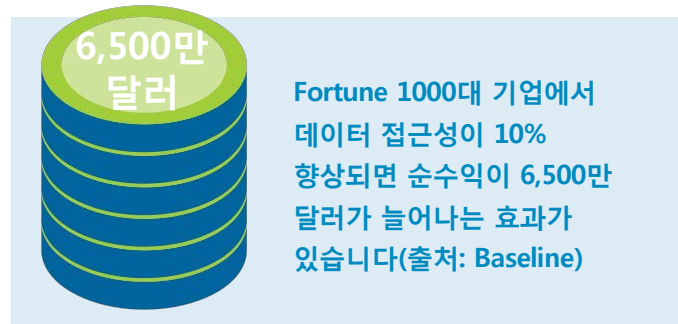 6,500만
달러
Fortune 1000대 기업에서
데이터 접근성이 10%
향상되면 순수익이 6,500만
달러가 늘어나는 효과가
있습니다(출처: Baseline)